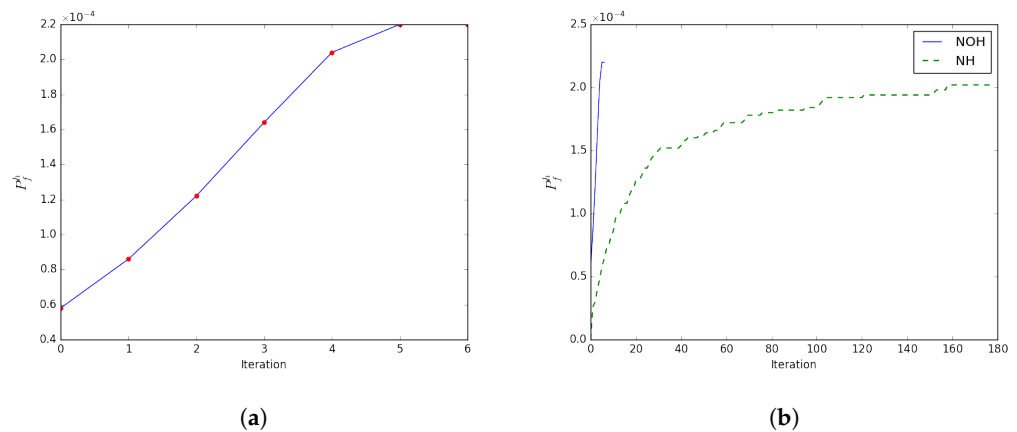 ×10⁻⁴
2.2
2.0
1.8
1.6
1.4
1.2
1.0
0.8
0.6
0.4
P_f^h
0 1 2 3 4 5 6
Iteration
(a)
×10⁻⁴
2.5
2.0
1.5
1.0
0.5
0.0
P_f^h
0 20 40 60 80 100 120 140 160 180
Iteration
NOH
NH
(b)